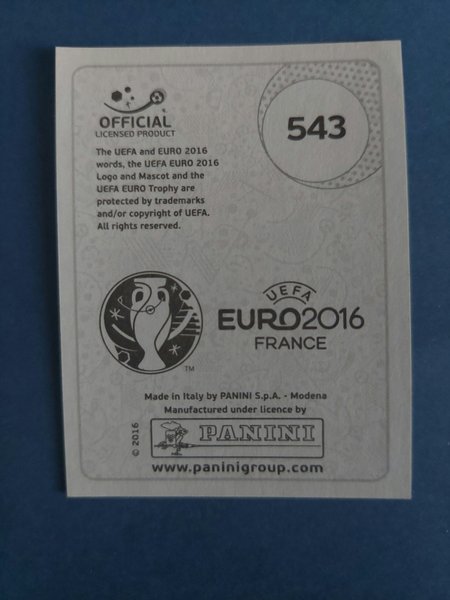 OFFICIAL
LICENSED PRODUCT
543
The UEFA and EURO 2016
words, the UEFA EURO 2016
Logo and Mascot and the
UEFA EURO Trophy are
protected by trademarks
and/or copyright of UEFA.
All rights reserved.
TM
UEFA
EURO2016
FRANCE
Made in Italy by PANINI S.p.A. - Modena
Manufactured under licence by
© 2016
PANINI
www.paninigroup.com